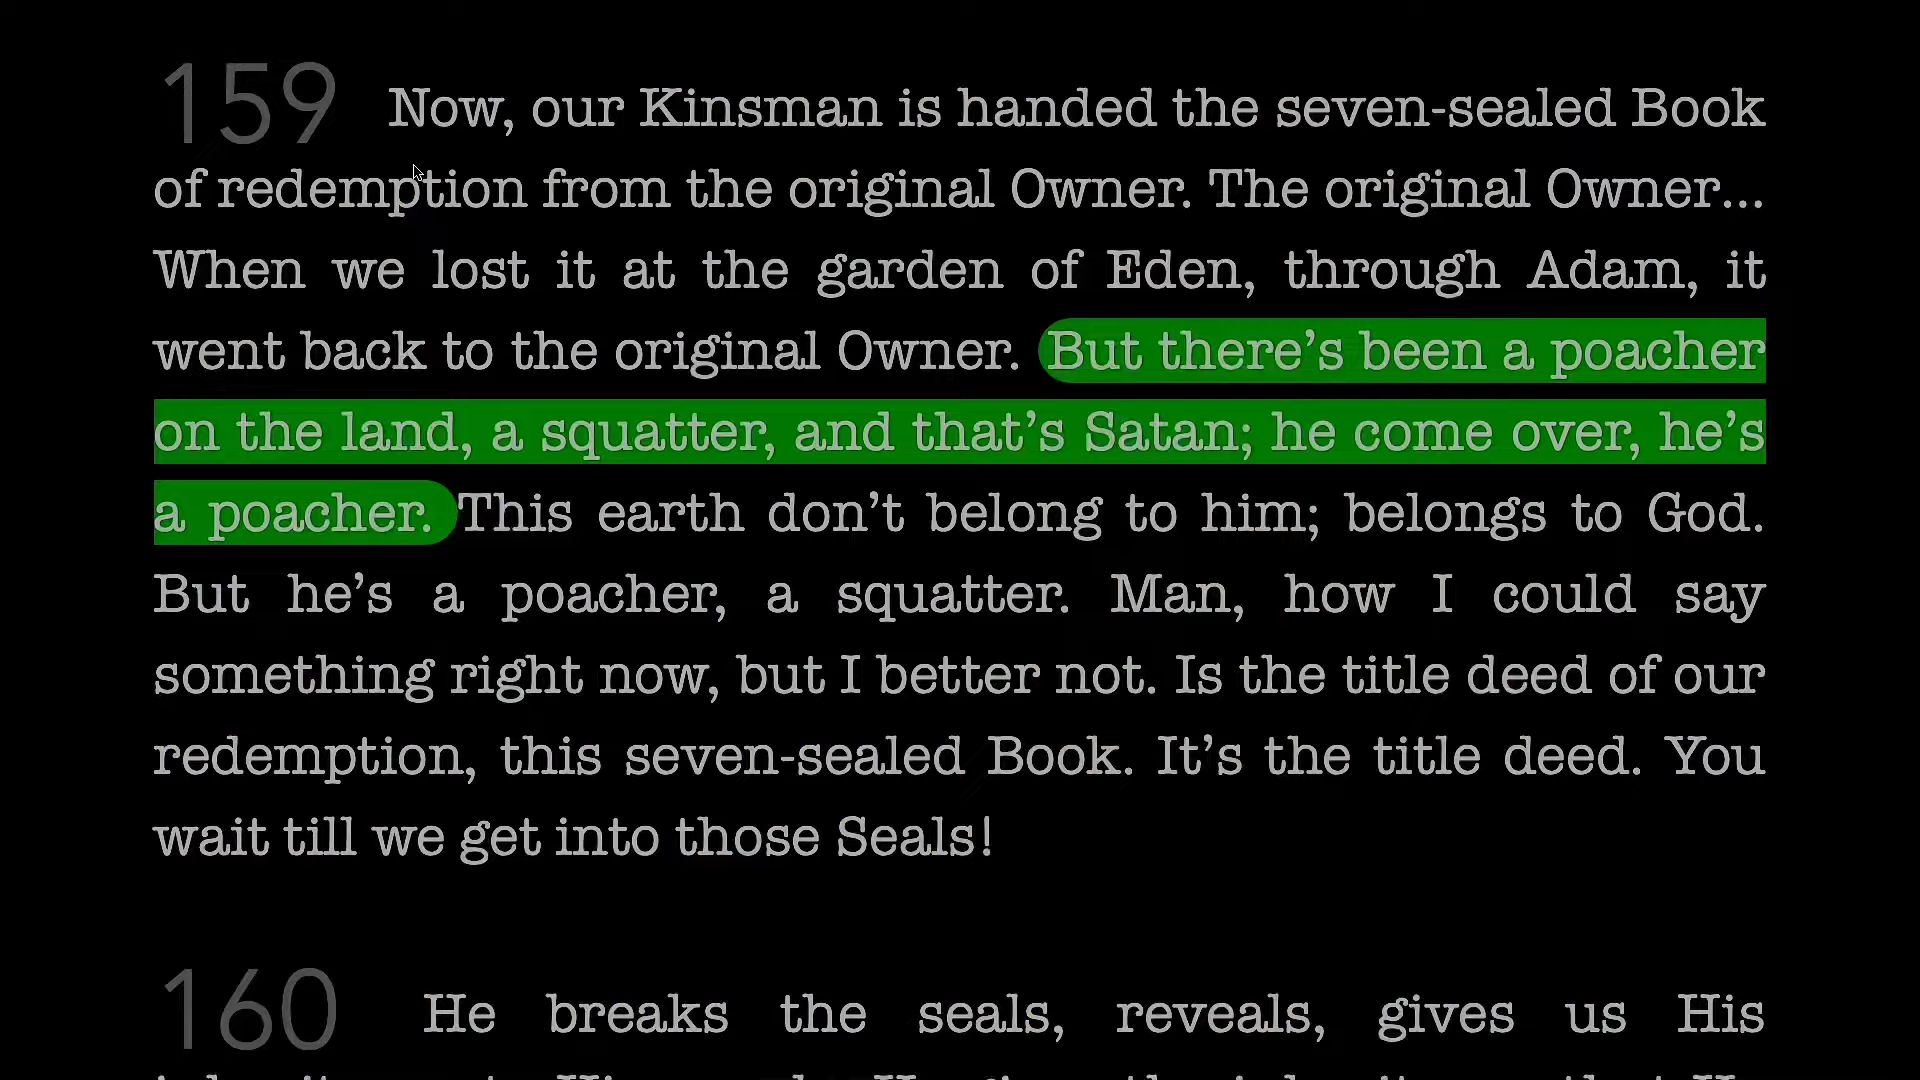 159 Now, our Kinsman is handed the seven-sealed Book
of redemption from the original Owner. The original Owner...
When we lost it at the garden of Eden, through Adam, it
went back to the original Owner. But there’s been a poacher
on the land, a squatter, and that’s Satan; he come over, he’s
a poacher. This earth don’t belong to him; belongs to God.
But he’s a poacher, a squatter. Man, how I could say
something right now, but I better not. Is the title deed of our
redemption, this seven-sealed Book. It’s the title deed. You
wait till we get into those Seals!
160 He breaks the seals, reveals, gives us His